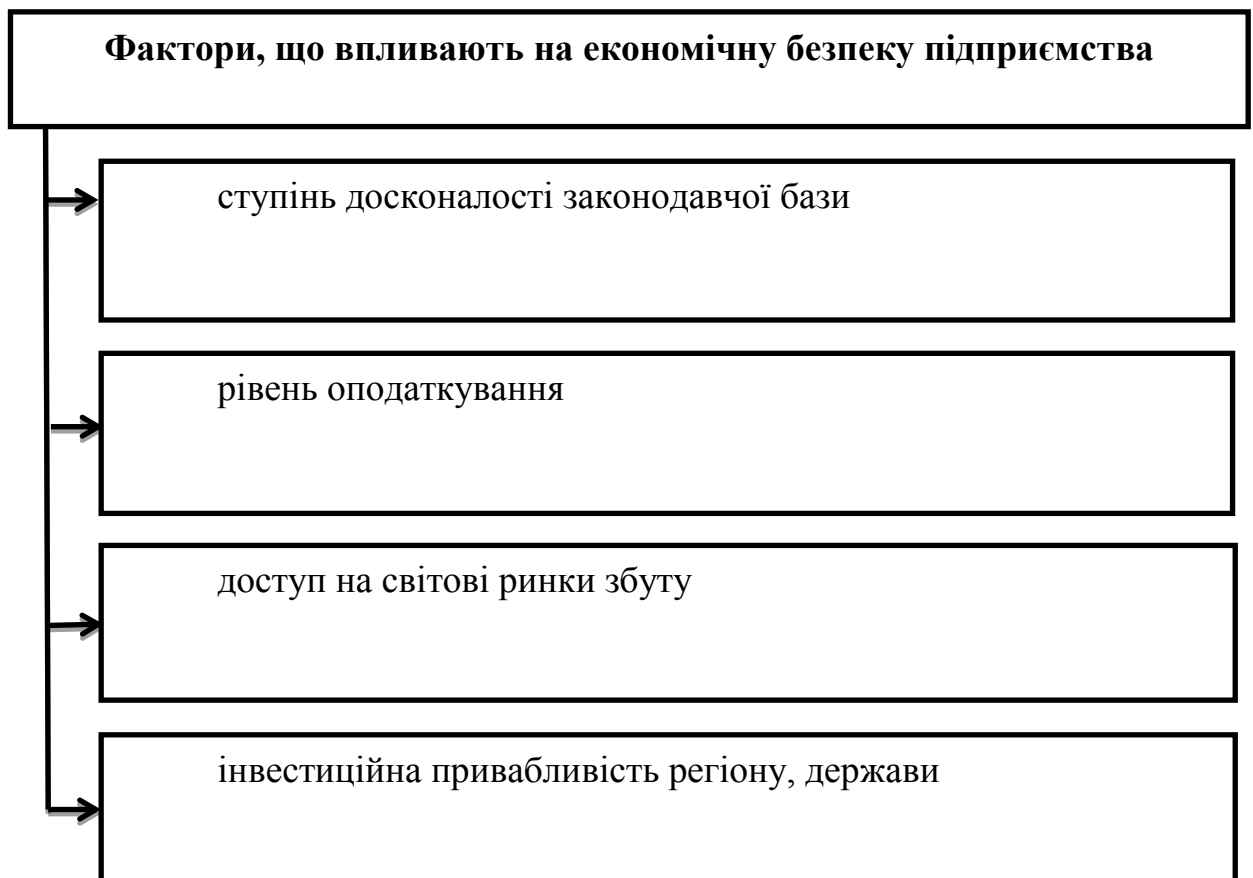 Фактори, що впливають на економічну безпеку підприємства
ступінь досконалості законодавчої бази
рівень оподаткування
доступ на світові ринки збуту
інвестиційна привабливість регіону, держави